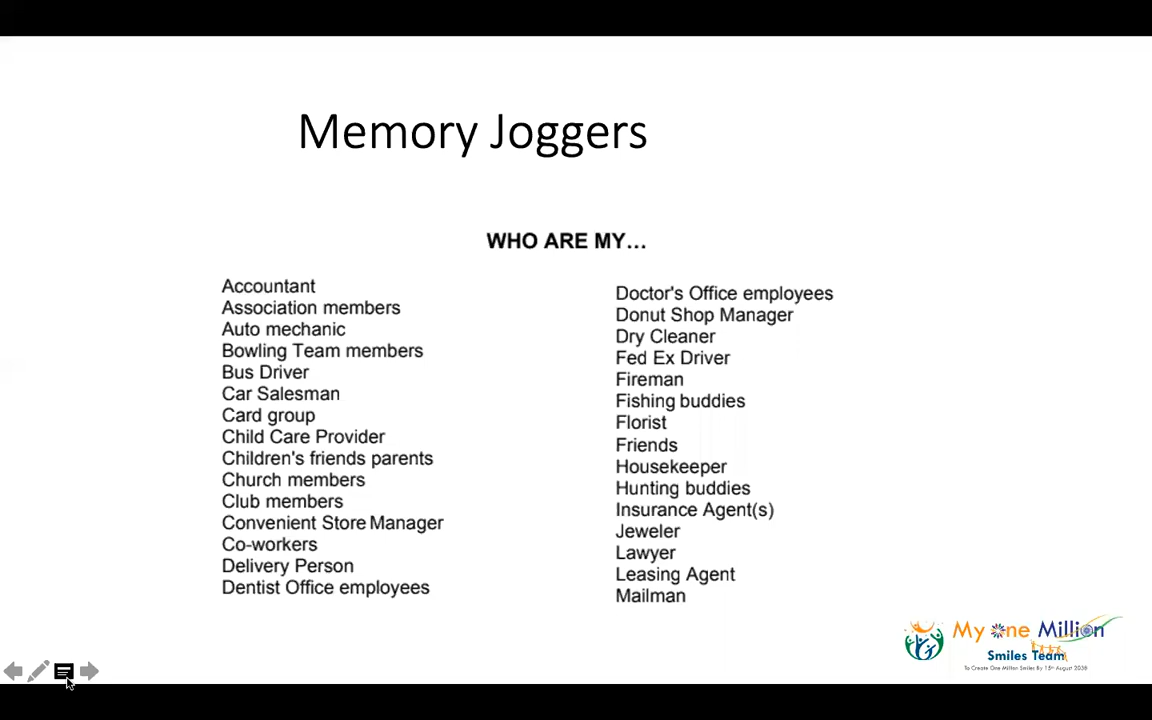 Memory Joggers
WHO ARE MY...
Accountant
Association members
Auto mechanic
Bowling Team members
Bus Driver
Car Salesman
Card group
Child Care Provider
Children's friends parents
Church members
Club members
Convenient Store Manager
Co-workers
Delivery Person
Dentist Office employees
Doctor's Office employees
Donut Shop Manager
Dry Cleaner
Fed Ex Driver
Fireman
Fishing buddies
Florist
Friends
Housekeeper
Hunting buddies
Insurance Agent(s)
Jeweler
Lawyer
Leasing Agent
Mailman
My One Million
Smiles Team
To Create One Million Smiles By 15th August 2038